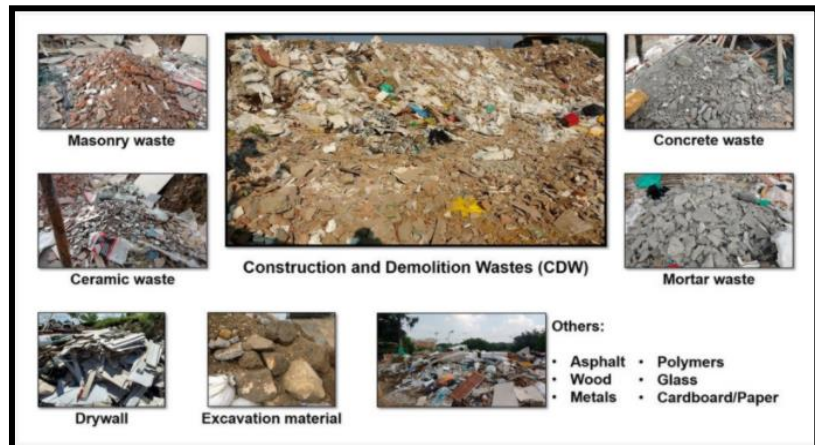 Masonry waste
Concrete waste
Ceramic waste
Construction and Demolition Wastes (CDW)
Mortar waste
Others:
• Asphalt • Polymers
• Wood • Glass
• Metals • Cardboard/Paper
Drywall
Excavation material